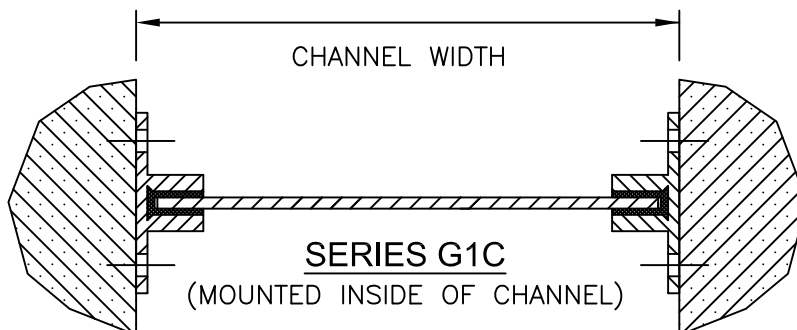 CHANNEL WIDTH
SERIES G1C
(MOUNTED INSIDE OF CHANNEL)